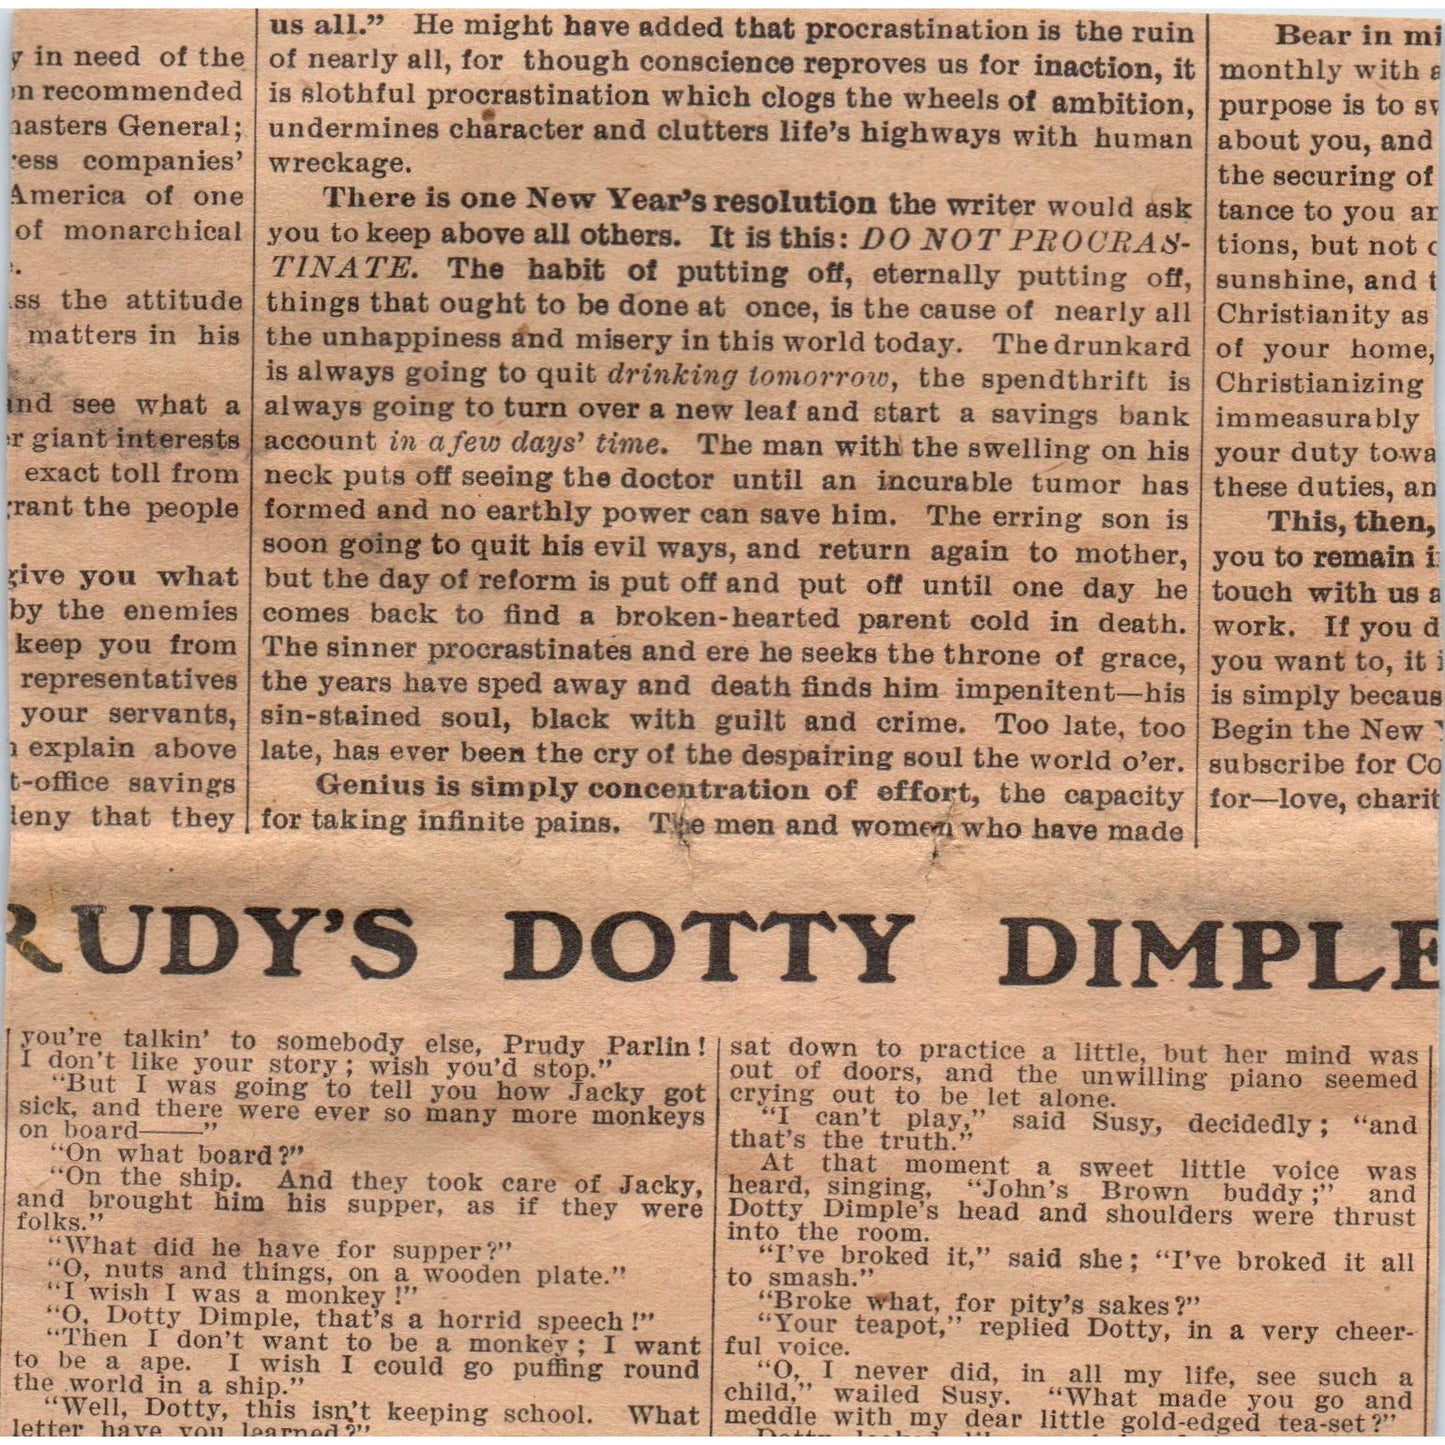 y in need of the
n recommended
asters General;
ress companies'
America of one
of monarchical
.
ss the attitude
matters in his
and see what a
r giant interests
exact toll from
grant the people
give you what
by the enemies
keep you from
representatives
your servants,
explain above
t-office savings
deny that they
us all." He might have added that procrastination is the ruin
of nearly all, for though conscience reproves us for inaction, it
is slothful procrastination which clogs the wheels of ambition,
undermines character and clutters life's highways with human
wreckage.
There is one New Year's resolution the writer would ask
you to keep above all others. It is this: DO NOT PROCRAS-
TINATE. The habit of putting off, eternally putting off,
things that ought to be done at once, is the cause of nearly all
the unhappiness and misery in this world today. The drunkard
is always going to quit drinking tomorrow, the spendthrift is
always going to turn over a new leaf and start a savings bank
account in a few days' time. The man with the swelling on his
neck puts off seeing the doctor until an incurable tumor has
formed and no earthly power can save him. The erring son is
soon going to quit his evil ways, and return again to mother,
but the day of reform is put off and put off until one day he
comes back to find a broken-hearted parent cold in death.
The sinner procrastinates and ere he seeks the throne of grace,
the years have sped away and death finds him impenitent—his
sin-stained soul, black with guilt and crime. Too late, too
late, has ever been the cry of the despairing soul the world o'er.
Genius is simply concentration of effort, the capacity
for taking infinite pains. The men and women who have made
Bear in mi
monthly with a
purpose is to sw
about you, and
the securing of
tance to you an
tions, but not o
sunshine, and t
Christianity as
of your home,
Christianizing
immeasurably
your duty towa
these duties, an
This, then,
you to remain i
touch with us a
work. If you d
you want to, it i
is simply becaus
Begin the New Y
subscribe for Co
for—love, charit
RUDY'S DOTTY DIMPLE
you're talkin' to somebody else, Prudy Parlin!
I don't like your story; wish you'd stop."
"But I was going to tell you how Jacky got
sick, and there were ever so many more monkeys
on board——"
"On what board?"
"On the ship. And they took care of Jacky,
and brought him his supper, as if they were
folks."
"What did he have for supper?"
"O, nuts and things, on a wooden plate."
"I wish I was a monkey!"
"O, Dotty Dimple, that's a horrid speech!"
"Then I don't want to be a monkey; I want
to be a ape. I wish I could go puffing round
the world in a ship."
"Well, Dotty, this isn't keeping school. What
letter have you learned?"
sat down to practice a little, but her mind was
out of doors, and the unwilling piano seemed
crying out to be let alone.
"I can't play," said Susy, decidedly; "and
that's the truth."
At that moment a sweet little voice was
heard, singing, "John's Brown buddy;" and
Dotty Dimple's head and shoulders were thrust
into the room.
"I've broked it," said she; "I've broked it all
to smash."
"Broke what, for pity's sakes?"
"Your teapot," replied Dotty, in a very cheer-
ful voice.
"O, I never did, in all my life, see such a
child," wailed Susy. "What made you go and
meddle with my dear little gold-edged tea-set?"